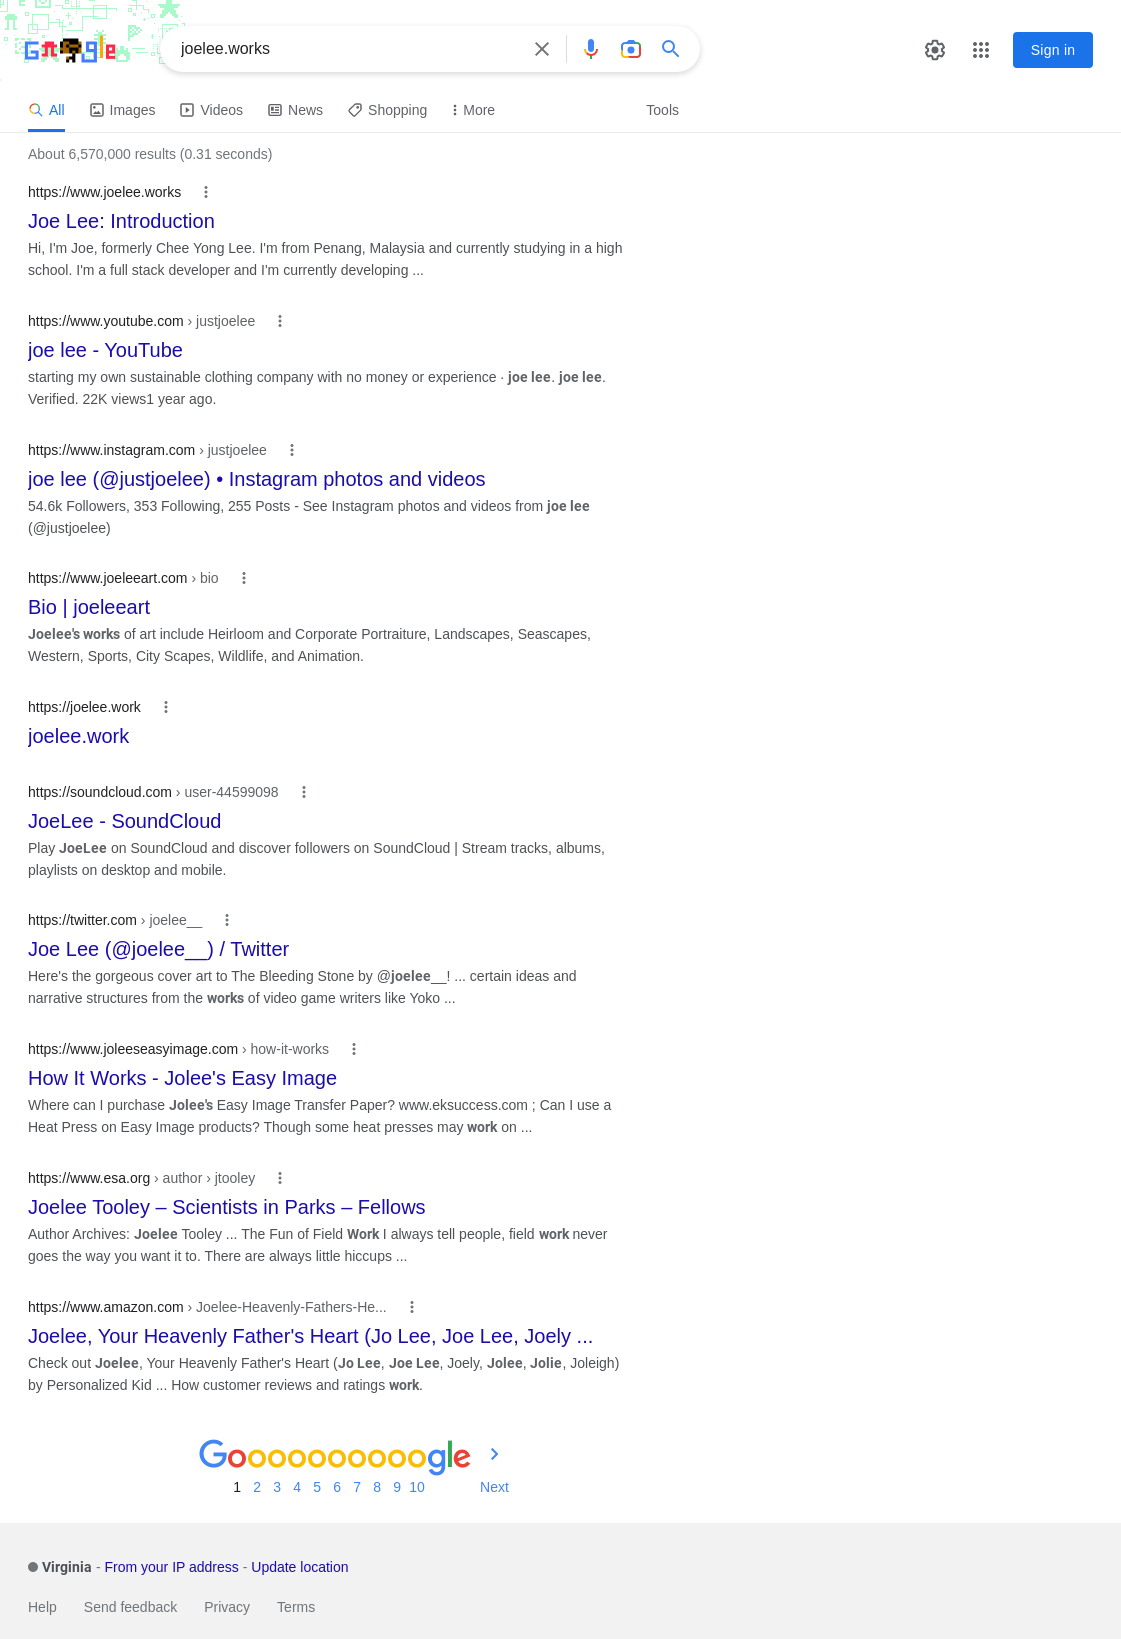 Google
joelee.works
Sign in
All Images Videos News Shopping More Tools
About 6,570,000 results (0.31 seconds)
https://www.joelee.works
Joe Lee: Introduction
Hi, I'm Joe, formerly Chee Yong Lee. I'm from Penang, Malaysia and currently studying in a high
school. I'm a full stack developer and I'm currently developing ...
https://www.youtube.com › justjoelee
joe lee - YouTube
starting my own sustainable clothing company with no money or experience · joe lee. joe lee.
Verified. 22K views1 year ago.
https://www.instagram.com › justjoelee
joe lee (@justjoelee) • Instagram photos and videos
54.6k Followers, 353 Following, 255 Posts - See Instagram photos and videos from joe lee
(@justjoelee)
https://www.joeleeart.com › bio
Bio | joeleeart
Joelee's works of art include Heirloom and Corporate Portraiture, Landscapes, Seascapes,
Western, Sports, City Scapes, Wildlife, and Animation.
https://joelee.work
joelee.work
https://soundcloud.com › user-44599098
JoeLee - SoundCloud
Play JoeLee on SoundCloud and discover followers on SoundCloud | Stream tracks, albums,
playlists on desktop and mobile.
https://twitter.com › joelee__
Joe Lee (@joelee__) / Twitter
Here's the gorgeous cover art to The Bleeding Stone by @joelee__! ... certain ideas and
narrative structures from the works of video game writers like Yoko ...
https://www.joleeseasyimage.com › how-it-works
How It Works - Jolee's Easy Image
Where can I purchase Jolee's Easy Image Transfer Paper? www.eksuccess.com ; Can I use a
Heat Press on Easy Image products? Though some heat presses may work on ...
https://www.esa.org › author › jtooley
Joelee Tooley – Scientists in Parks – Fellows
Author Archives: Joelee Tooley ... The Fun of Field Work I always tell people, field work never
goes the way you want it to. There are always little hiccups ...
https://www.amazon.com › Joelee-Heavenly-Fathers-He...
Joelee, Your Heavenly Father's Heart (Jo Lee, Joe Lee, Joely ...
Check out Joelee, Your Heavenly Father's Heart (Jo Lee, Joe Lee, Joely, Jolee, Jolie, Joleigh)
by Personalized Kid ... How customer reviews and ratings work.
Goooooooooogle
1 2 3 4 5 6 7 8 9 10 Next
Virginia - From your IP address - Update location
Help Send feedback Privacy Terms